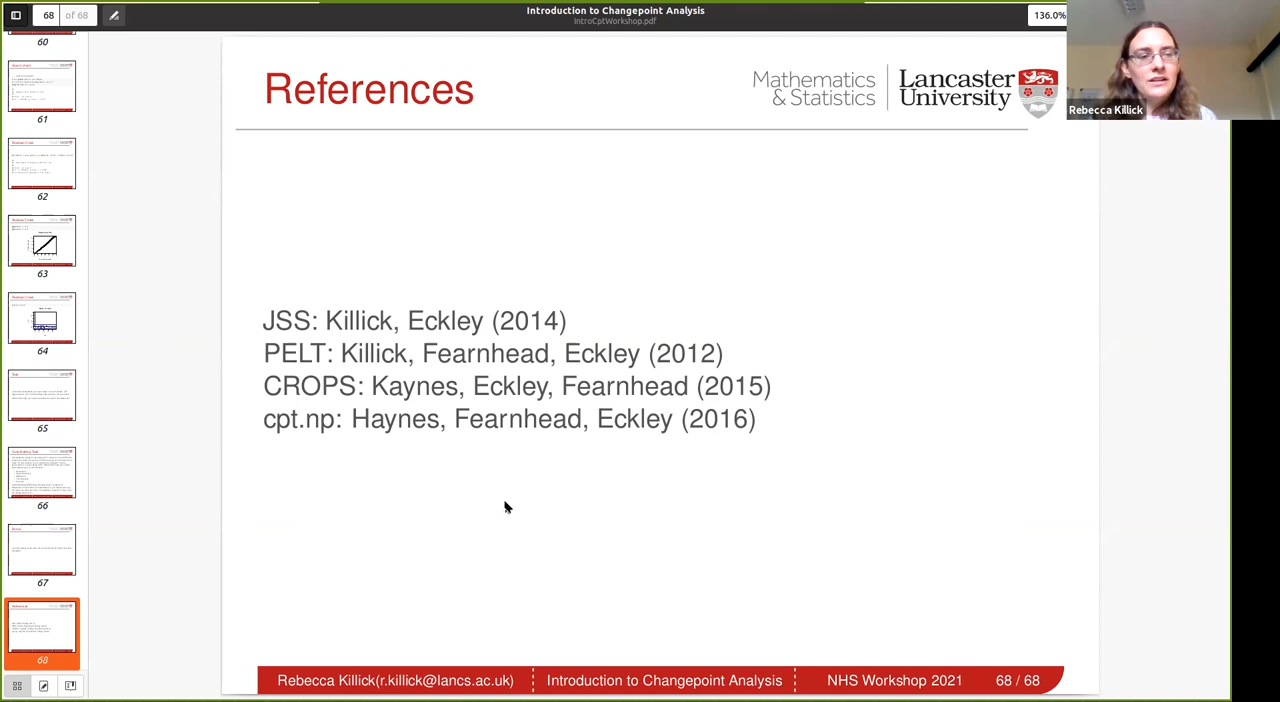 68 of 68
Introduction to Changepoint Analysis
IntroCptWorkshop.pdf
136.0%
Rebecca Killick
60
61
62
63
64
65
66
67
68
References
Mathematics
& Statistics
Lancaster
University
JSS: Killick, Eckley (2014)
PELT: Killick, Fearnhead, Eckley (2012)
CROPS: Kaynes, Eckley, Fearnhead (2015)
cpt.np: Haynes, Fearnhead, Eckley (2016)
Rebecca Killick(r.killick@lancs.ac.uk)
Introduction to Changepoint Analysis
NHS Workshop 2021
68 / 68